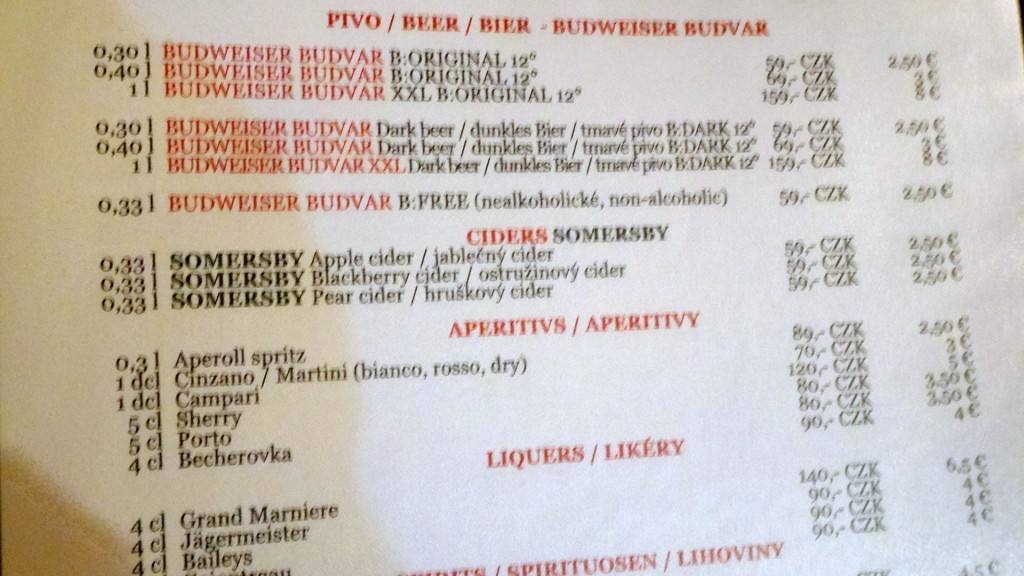 PIVO / BEER / BIER - BUDWEISER BUDVAR
0,30 l BUDWEISER BUDVAR B:ORIGINAL 12° 59,- CZK 2,50 €
0,40 l BUDWEISER BUDVAR B:ORIGINAL 12° 69,- CZK 3 €
1 l BUDWEISER BUDVAR XXL B:ORIGINAL 12° 159,- CZK 8 €
0,30 l BUDWEISER BUDVAR Dark beer / dunkles Bier / tmavé pivo B:DARK 12° 59,- CZK 2,50 €
0,40 l BUDWEISER BUDVAR Dark beer / dunkles Bier / tmavé pivo B:DARK 12° 69,- CZK 3 €
1 l BUDWEISER BUDVAR XXL Dark beer / dunkles Bier / tmavé pivo B:DARK 12° 159,- CZK 8 €
0,33 l BUDWEISER BUDVAR B:FREE (nealkoholické, non-alcoholic) 59,- CZK 2,50 €
CIDERS SOMERSBY
0,33 l SOMERSBY Apple cider / jablečný cider 59,- CZK 2,50 €
0,33 l SOMERSBY Blackberry cider / ostružinový cider 59,- CZK 2,50 €
0,33 l SOMERSBY Pear cider / hruškový cider 59,- CZK 2,50 €
APERITIVS / APERITIVY
0,3 l Aperoll spritz 89,- CZK 2,50 €
1 dcl Cinzano / Martini (bianco, rosso, dry) 70,- CZK 3 €
1 dcl Campari 120,- CZK 5 €
5 cl Sherry 80,- CZK 3,50 €
5 cl Porto 80,- CZK 3,50 €
4 cl Becherovka 90,- CZK 4 €
LIQUERS / LIKÉRY
4 cl Grand Marniere 140,- CZK 6,5 €
4 cl Jägermeister 90,- CZK 4 €
4 cl Baileys 90,- CZK 4 €
90,- CZK 4 €
SPIRITUOSEN / LIHOVINY
CZK 4,5 €